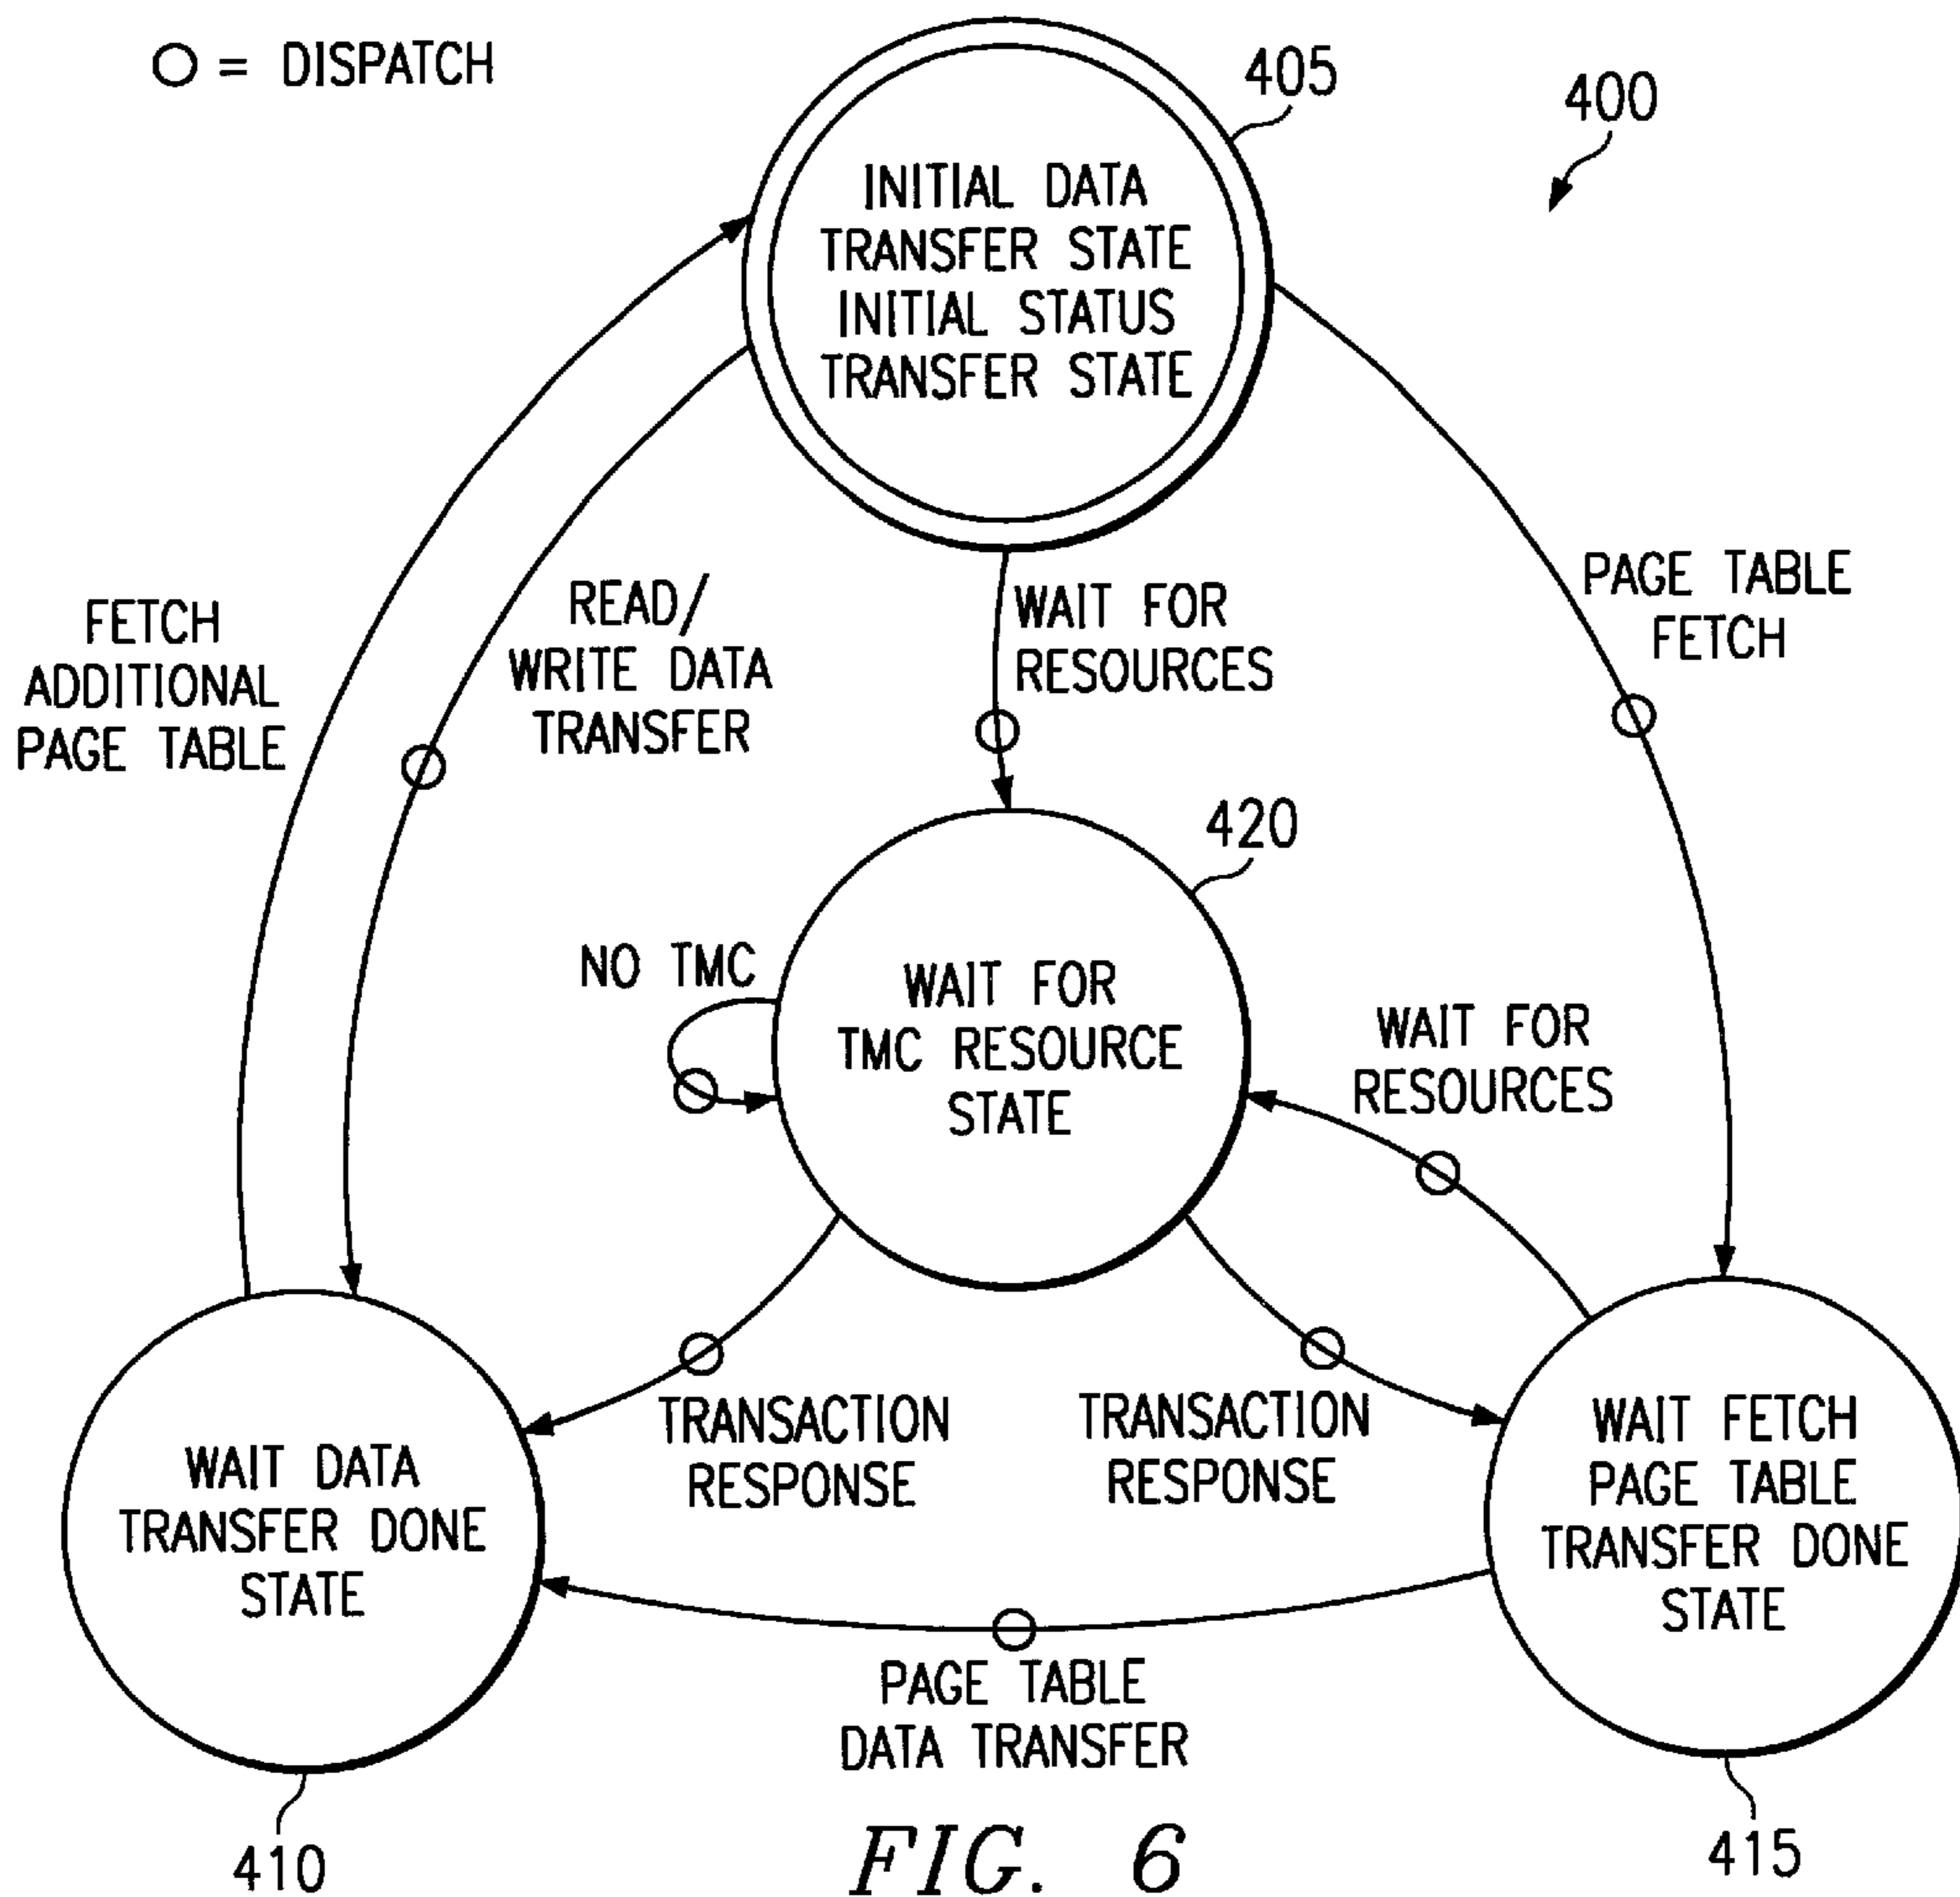 O = DISPATCH
405
400
INITIAL DATA
TRANSFER STATE
INITIAL STATUS
TRANSFER STATE
FETCH
ADDITIONAL
PAGE TABLE
READ/
WRITE DATA
TRANSFER
WAIT FOR
RESOURCES
PAGE TABLE
FETCH
420
NO TMC
WAIT FOR
TMC RESOURCE
STATE
WAIT FOR
RESOURCES
TRANSACTION
RESPONSE
TRANSACTION
RESPONSE
WAIT DATA
TRANSFER DONE
STATE
WAIT FETCH
PAGE TABLE
TRANSFER DONE
STATE
PAGE TABLE
DATA TRANSFER
410
415
FIG. 6